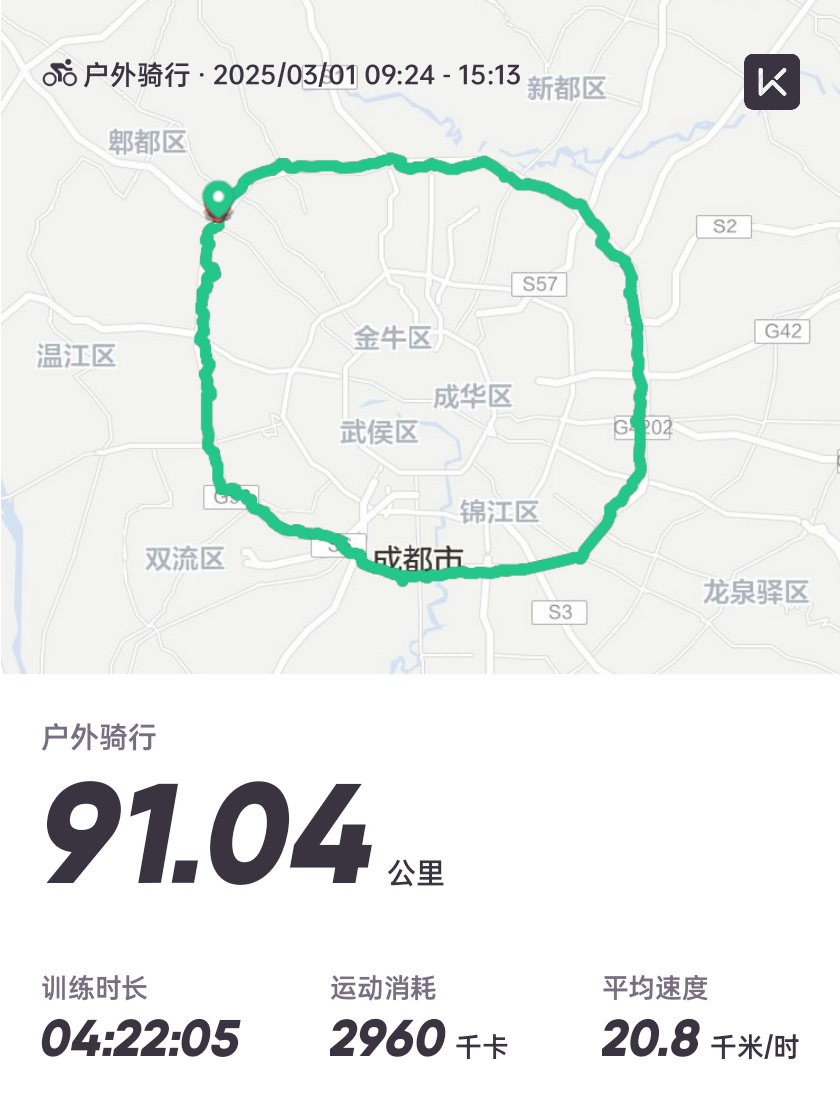 户外骑行 · 2025/03/01 09:24 - 15:13
新都区
郫都区
S2
S57
G42
金牛区
温江区
成华区
武侯区
G4202
锦江区
双流区
成都市
龙泉驿区
S3
户外骑行
91.04 公里
训练时长 运动消耗 平均速度
04:22:05 2960 千卡 20.8 千米/时